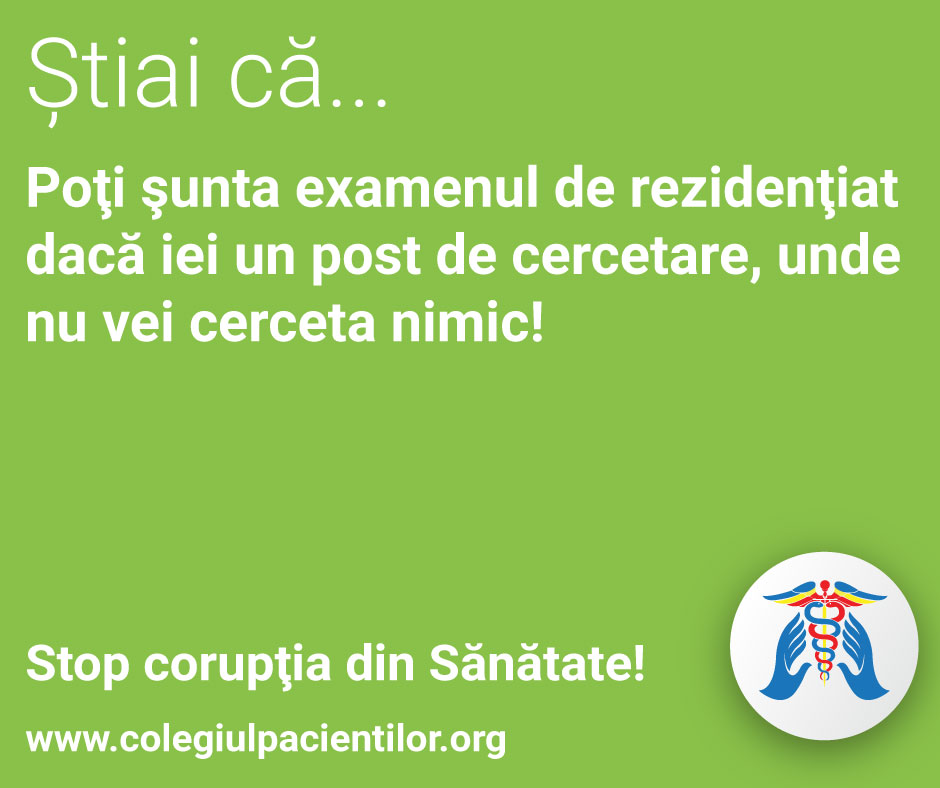 Știai că...
Poţi şunta examenul de rezidenţiat
dacă iei un post de cercetare, unde
nu vei cerceta nimic!
Stop corupţia din Sănătate!
www.colegiulpacientilor.org